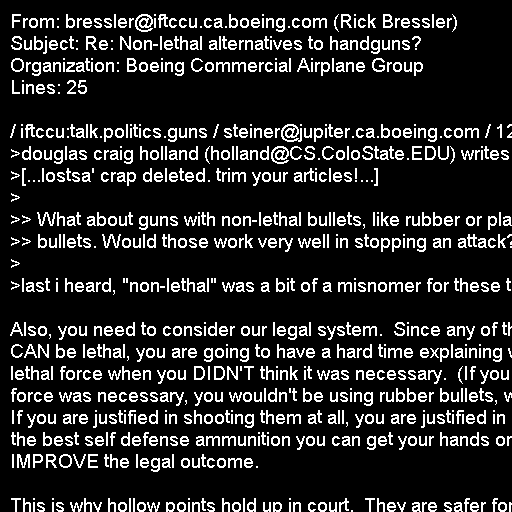 From: bressler@iftccu.ca.boeing.com (Rick Bressler)
Subject: Re: Non-lethal alternatives to handguns?
Organization: Boeing Commercial Airplane Group
Lines: 25

/ iftccu:talk.politics.guns / steiner@jupiter.ca.boeing.com / 12
>douglas craig holland (holland@CS.ColoState.EDU) writes
>[...lostsa' crap deleted. trim your articles!...]
>
>> What about guns with non-lethal bullets, like rubber or pla
>> bullets. Would those work very well in stopping an attack?
>
>last i heard, "non-lethal" was a bit of a misnomer for these t

Also, you need to consider our legal system.  Since any of th
CAN be lethal, you are going to have a hard time explaining w
lethal force when you DIDN'T think it was necessary.  (If you
force was necessary, you wouldn't be using rubber bullets, w
If you are justified in shooting them at all, you are justified in
the best self defense ammunition you can get your hands on
IMPROVE the legal outcome.

This is why hollow points hold up in court.  They are safer for